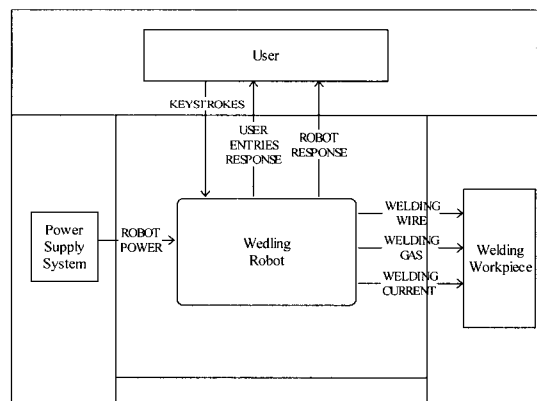 User
KEYSTROKES
USER
ENTRIES
RESPONSE
ROBOT
RESPONSE
Power
Supply
System
ROBOT
POWER
Wedling
Robot
WELDING
WIRE
WELDING
GAS
WELDING
CURRENT
Welding
Workpiece